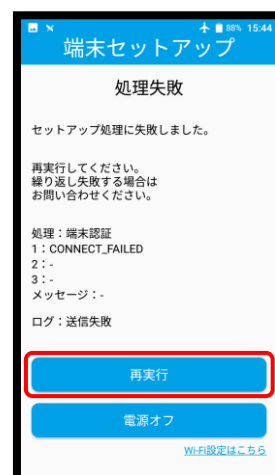 88% 15:44
端末セットアップ
処理失敗
セットアップ処理に失敗しました。
再実行してください。
繰り返し失敗する場合は
お問い合わせください。
処理：端末認証
1：CONNECT_FAILED
2：-
3：-
メッセージ：-
ログ：送信失敗
再実行
電源オフ
Wi-Fi設定はこちら